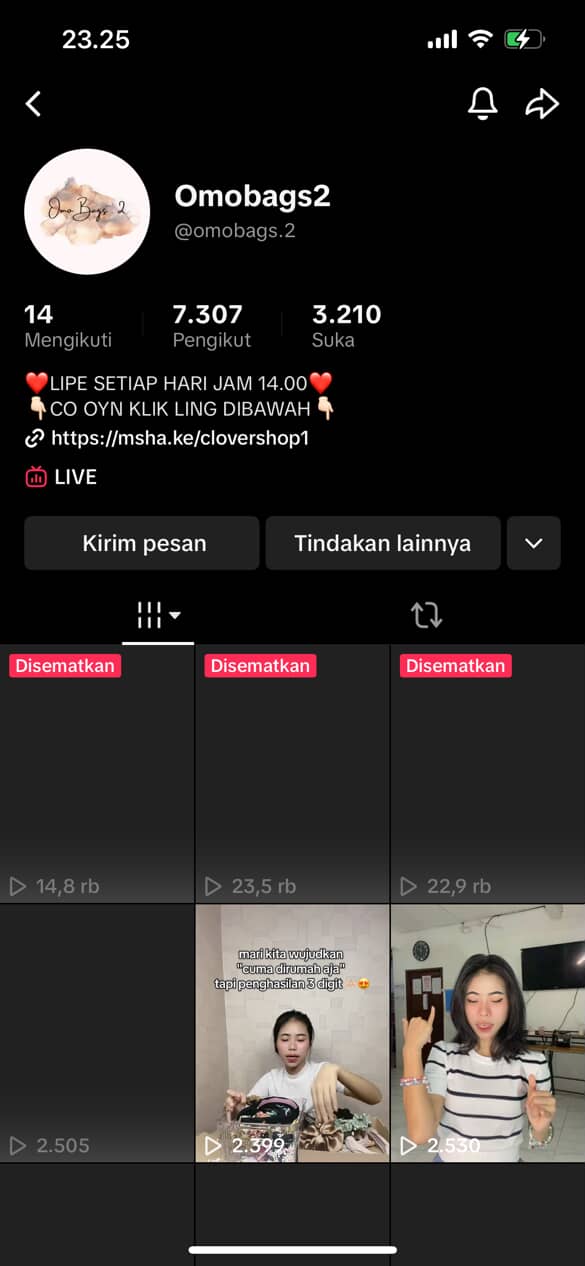 23.25
Omo Bags 2
Omobags2
@omobags.2
14
Mengikuti
7.307
Pengikut
3.210
Suka
❤️LIPE SETIAP HARI JAM 14.00❤️
👇🏻CO OYN KLIK LING DIBAWAH👇🏻
https://msha.ke/clovershop1
LIVE
Kirim pesan
Tindakan lainnya
Disematkan
Disematkan
Disematkan
14,8 rb
23,5 rb
22,9 rb
mari kita wujudkan
"cuma dirumah aja"
tapi penghasilan 3 digit 🙏🏻😍
2.505
2.399
2.530